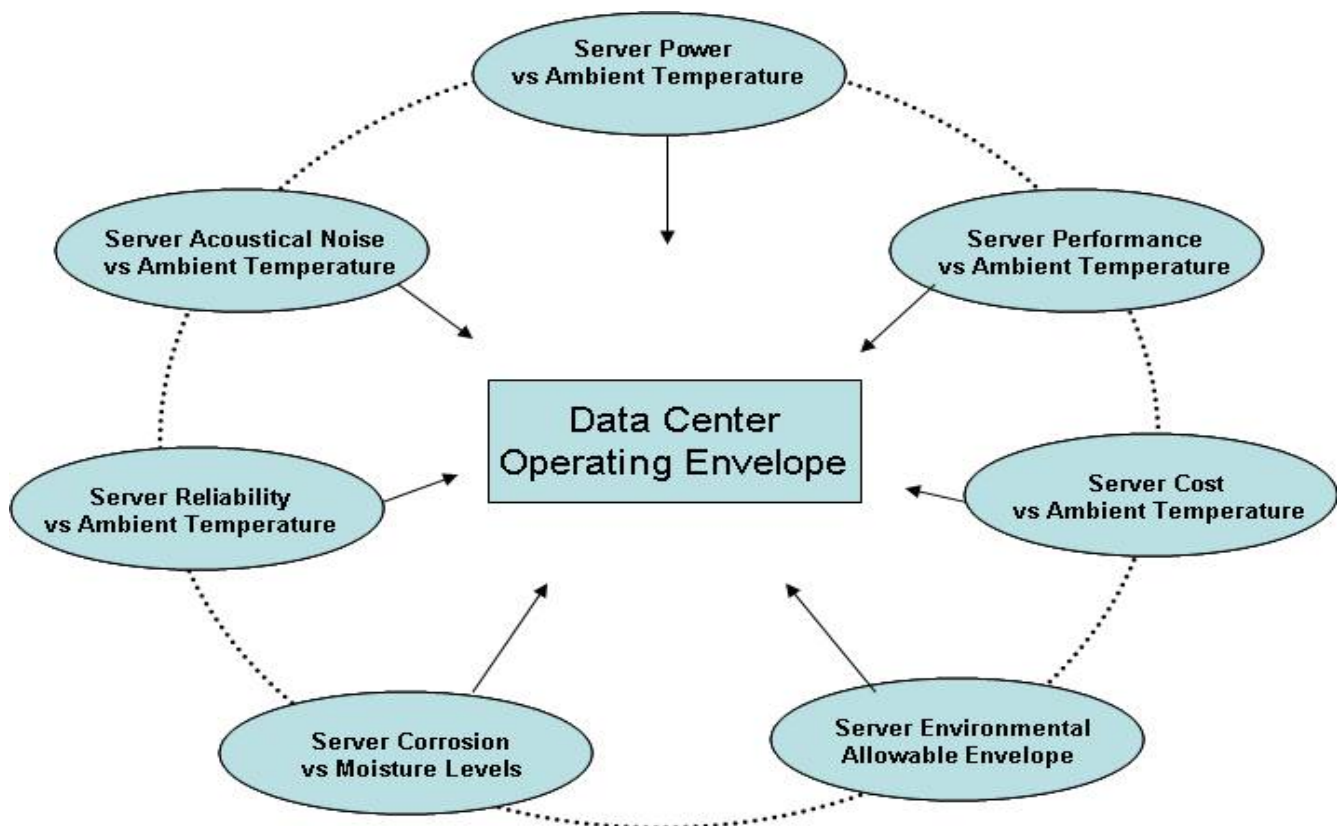 Server Power
vs Ambient Temperature
Server Acoustical Noise
vs Ambient Temperature
Server Performance
vs Ambient Temperature
Data Center
Operating Envelope
Server Reliability
vs Ambient Temperature
Server Cost
vs Ambient Temperature
Server Corrosion
vs Moisture Levels
Server Environmental
Allowable Envelope